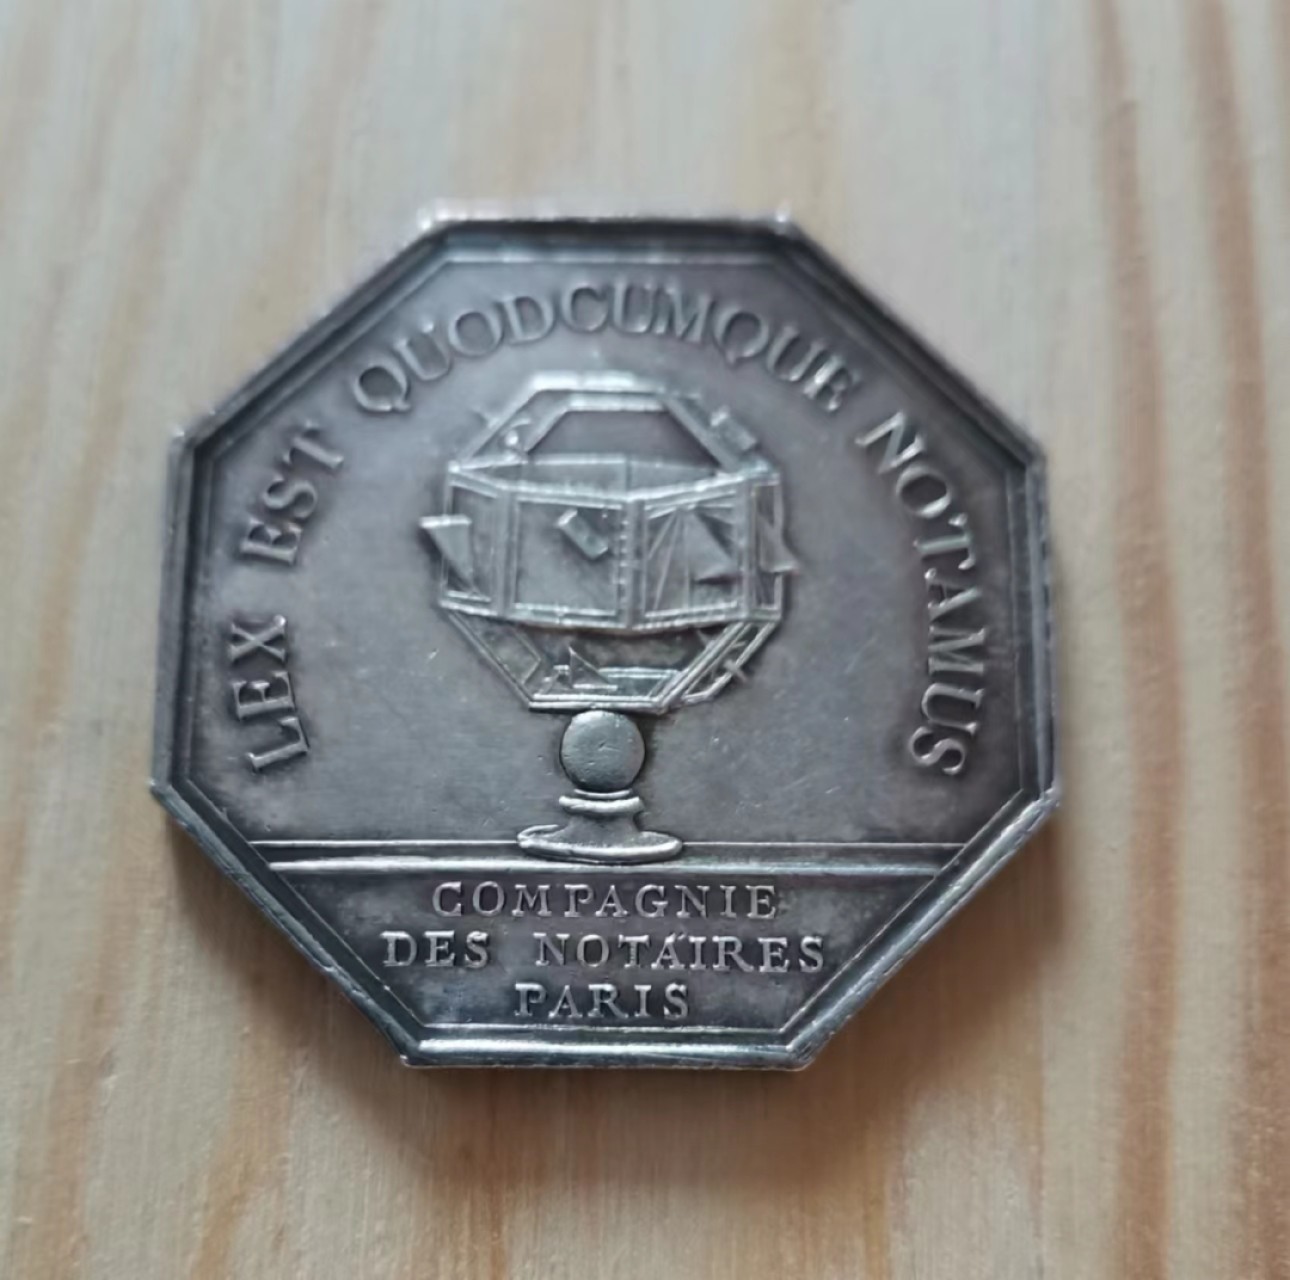 LEX EST QUODCUMQUE NOTAMUS
COMPAGNIE
DES NOTAIRES
PARIS